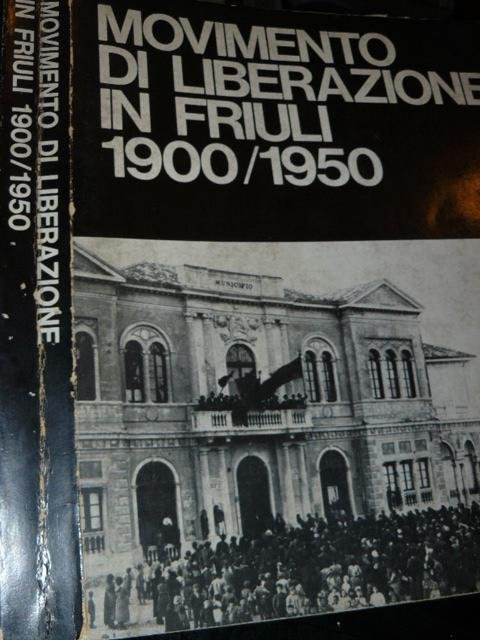 MOVIMENTO
DI LIBERAZIONE
IN FRIULI
1900/1950
MOVIMENTO DI LIBERAZIONE
IN FRIULI 1900/1950
MUNICIPIO